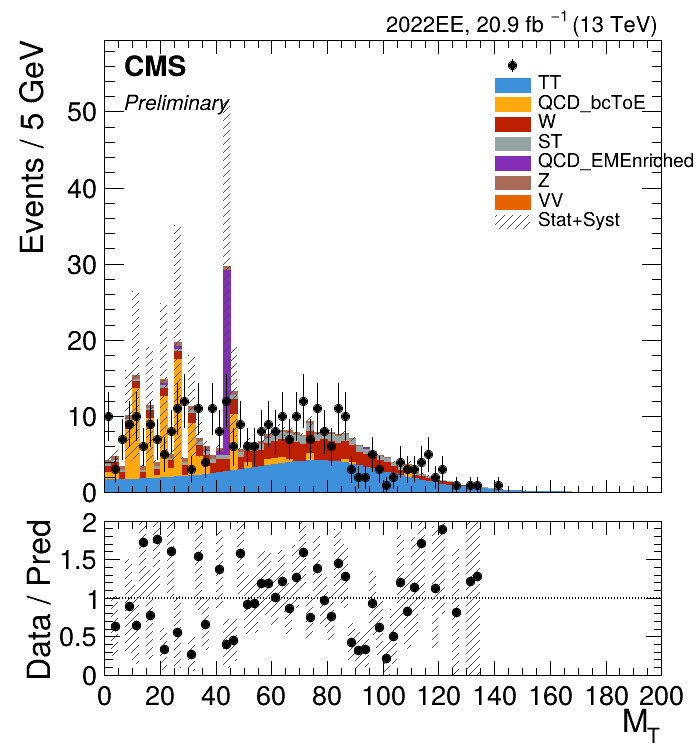 2022EE, 20.9 fb⁻¹ (13 TeV)
CMS
Preliminary
Events / 5 GeV
50
40
30
20
10
0
TT
QCD_bcToE
W
ST
QCD_EMEnriched
Z
VV
Stat+Syst
Data / Pred
2
1.5
1
0.5
0
0 20 40 60 80 100 120 140 160 180 200
M_T